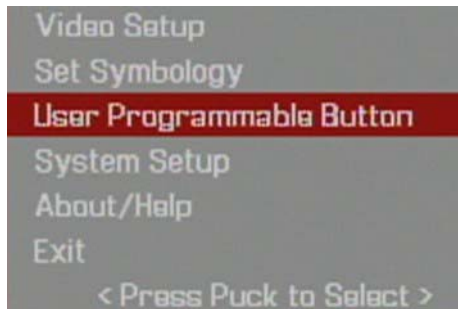 Video Setup
Set Symbology
User Programmable Button
System Setup
About/Help
Exit
< Press Puck to Select >